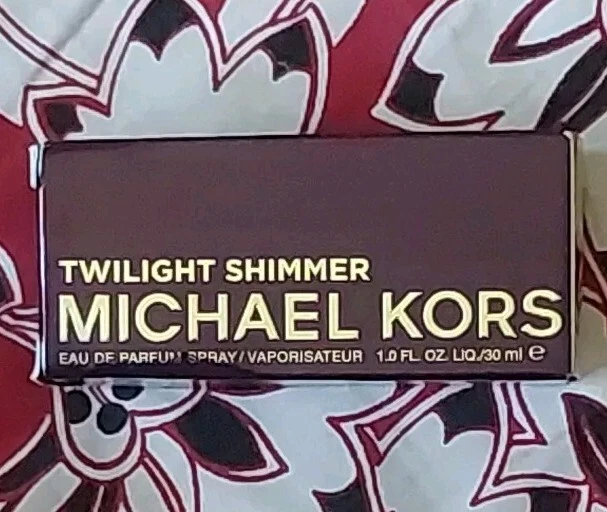 TWILIGHT SHIMMER
MICHAEL KORS
EAU DE PARFUM SPRAY/VAPORISATEUR 1.0 FL. OZ. LIQ./30 ml ℮